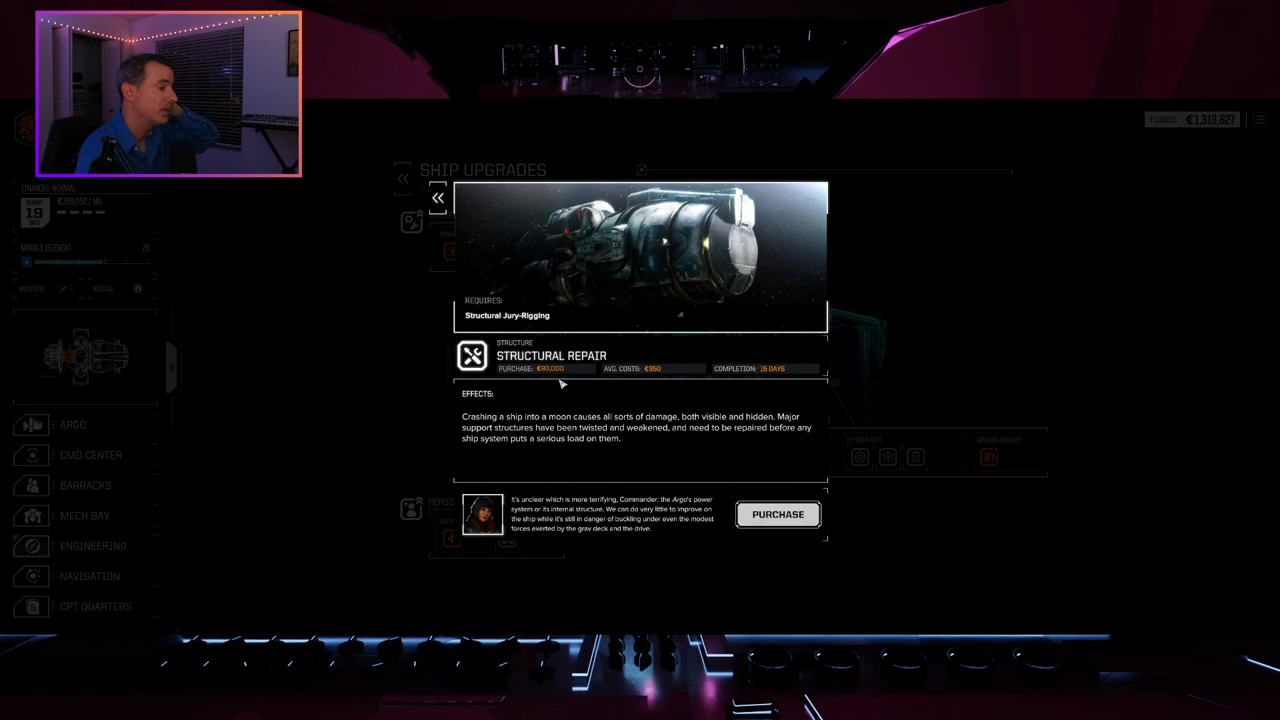 FUNDS: ¢1,313,827
SHIP UPGRADES
FINANCES: NORMAL
REPORT
19
DAYS
¢299,050 / MO
MORALE (STEADY)
MEDICAL
REQUIRES:
Structural Jury-Rigging
STRUCTURE
STRUCTURAL REPAIR
PURCHASE: ¢90,000
AVG. COSTS: ¢350
COMPLETION: 15 DAYS
EFFECTS:
Crashing a ship into a moon causes all sorts of damage, both visible and hidden. Major
support structures have been twisted and weakened, and need to be repaired before any
ship system puts a serious load on them.
It's unclear which is more terrifying, Commander: the Argo's power
system or its internal structure. We can do very little to improve on
the ship while it's still in danger of buckling under even the modest
forces exerted by the grav deck and the drive.
PURCHASE
ARGO
CMD CENTER
BARRACKS
MECH BAY
ENGINEERING
NAVIGATION
CPT QUARTERS